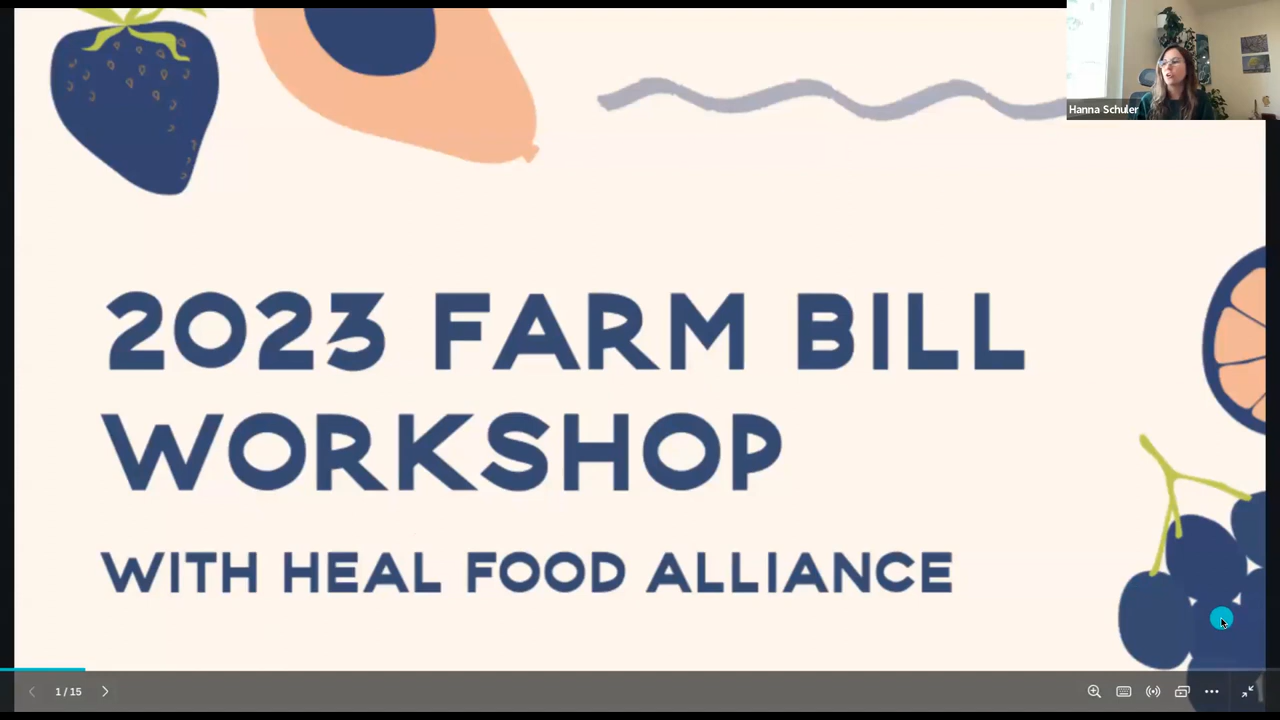 Hanna Schuler
2023 FARM BILL
WORKSHOP
WITH HEAL FOOD ALLIANCE
1 / 15